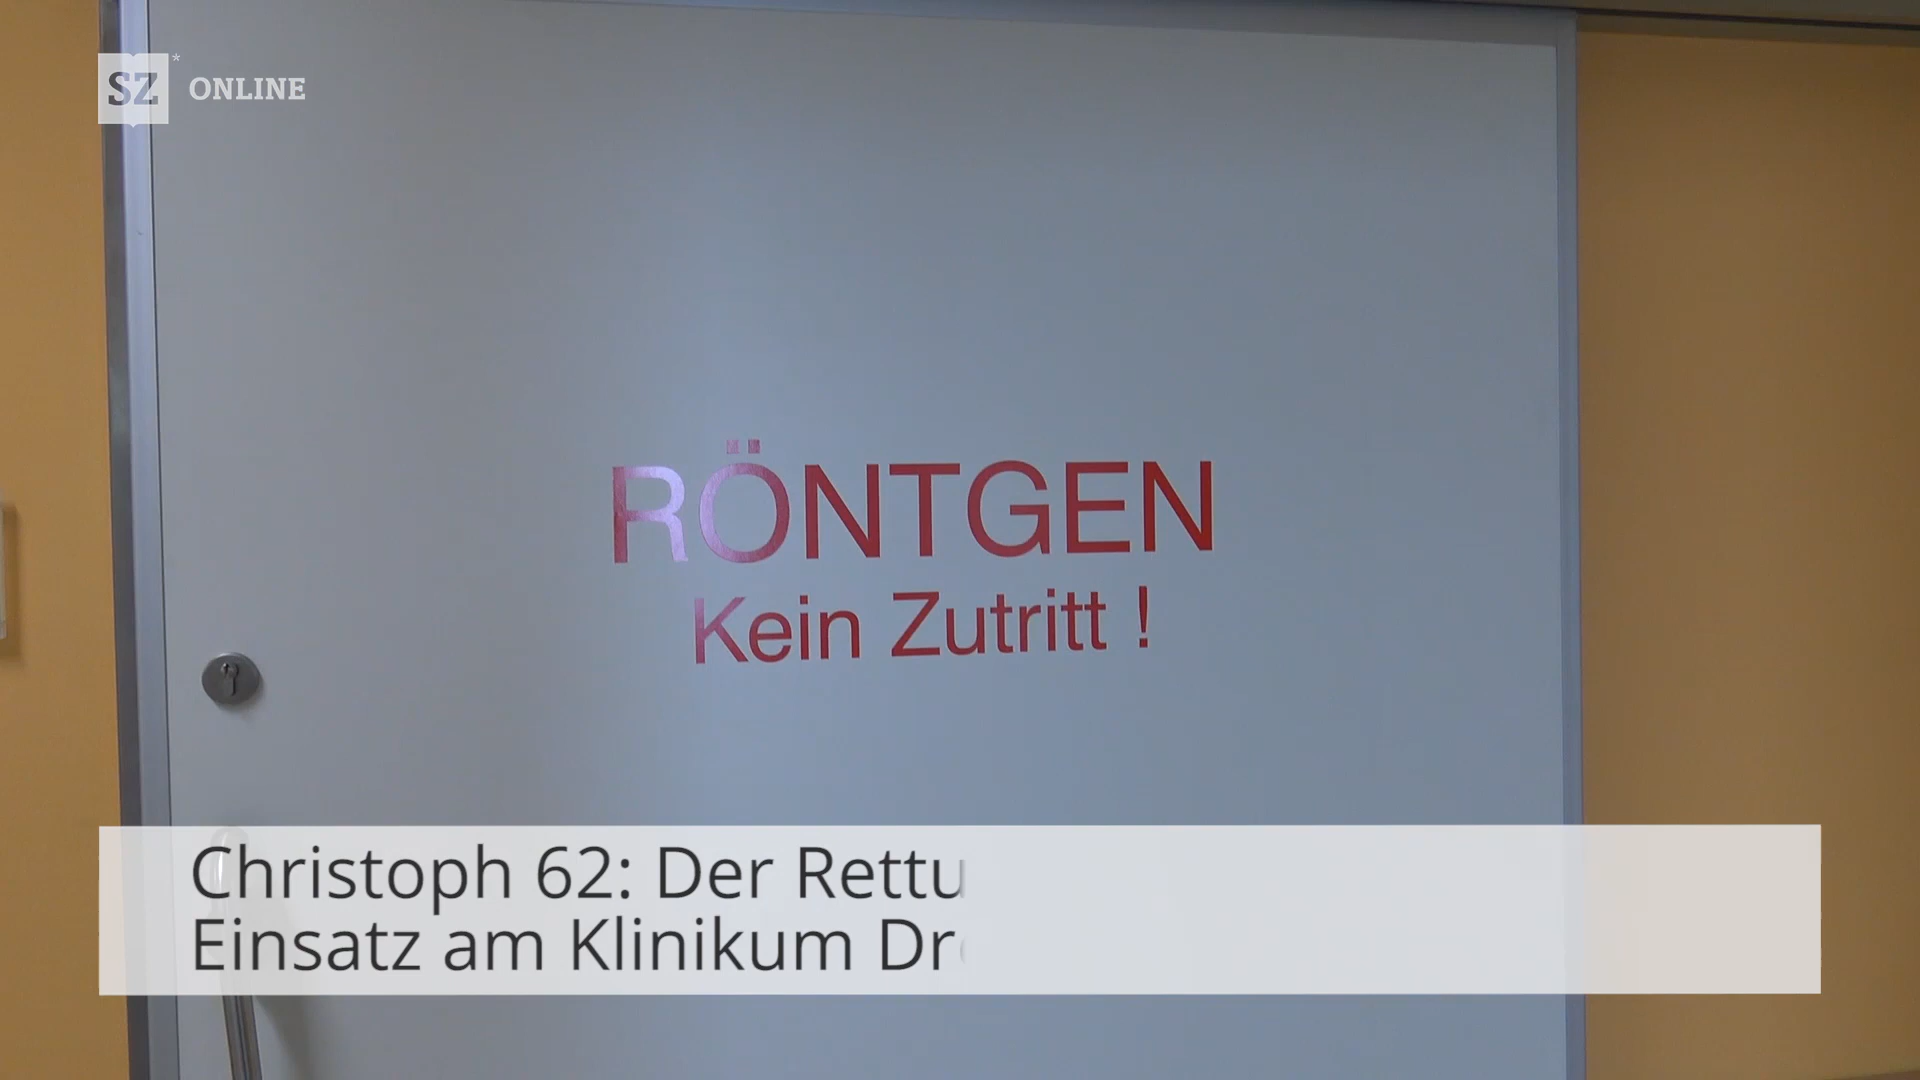 SZ* ONLINE
RÖNTGEN
Kein Zutritt !
Christoph 62: Der Rettu
Einsatz am Klinikum Dr